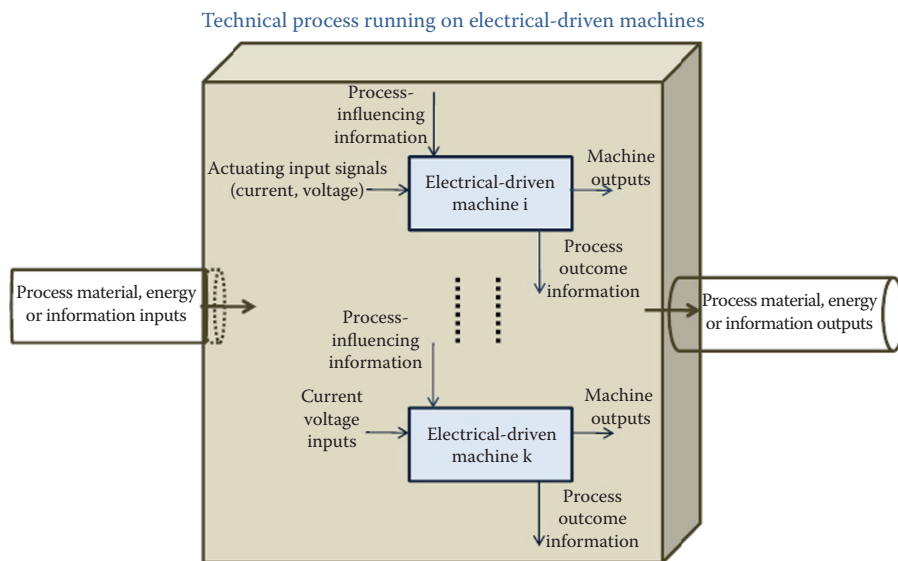 Technical process running on electrical-driven machines
Process-
influencing
information
Actuating input signals
(current, voltage)
Electrical-driven
machine i
Machine
outputs
Process
outcome
information
Process material, energy
or information inputs
Process material, energy
or information outputs
Process-
influencing
information
Current
voltage
inputs
Electrical-driven
machine k
Machine
outputs
Process
outcome
information